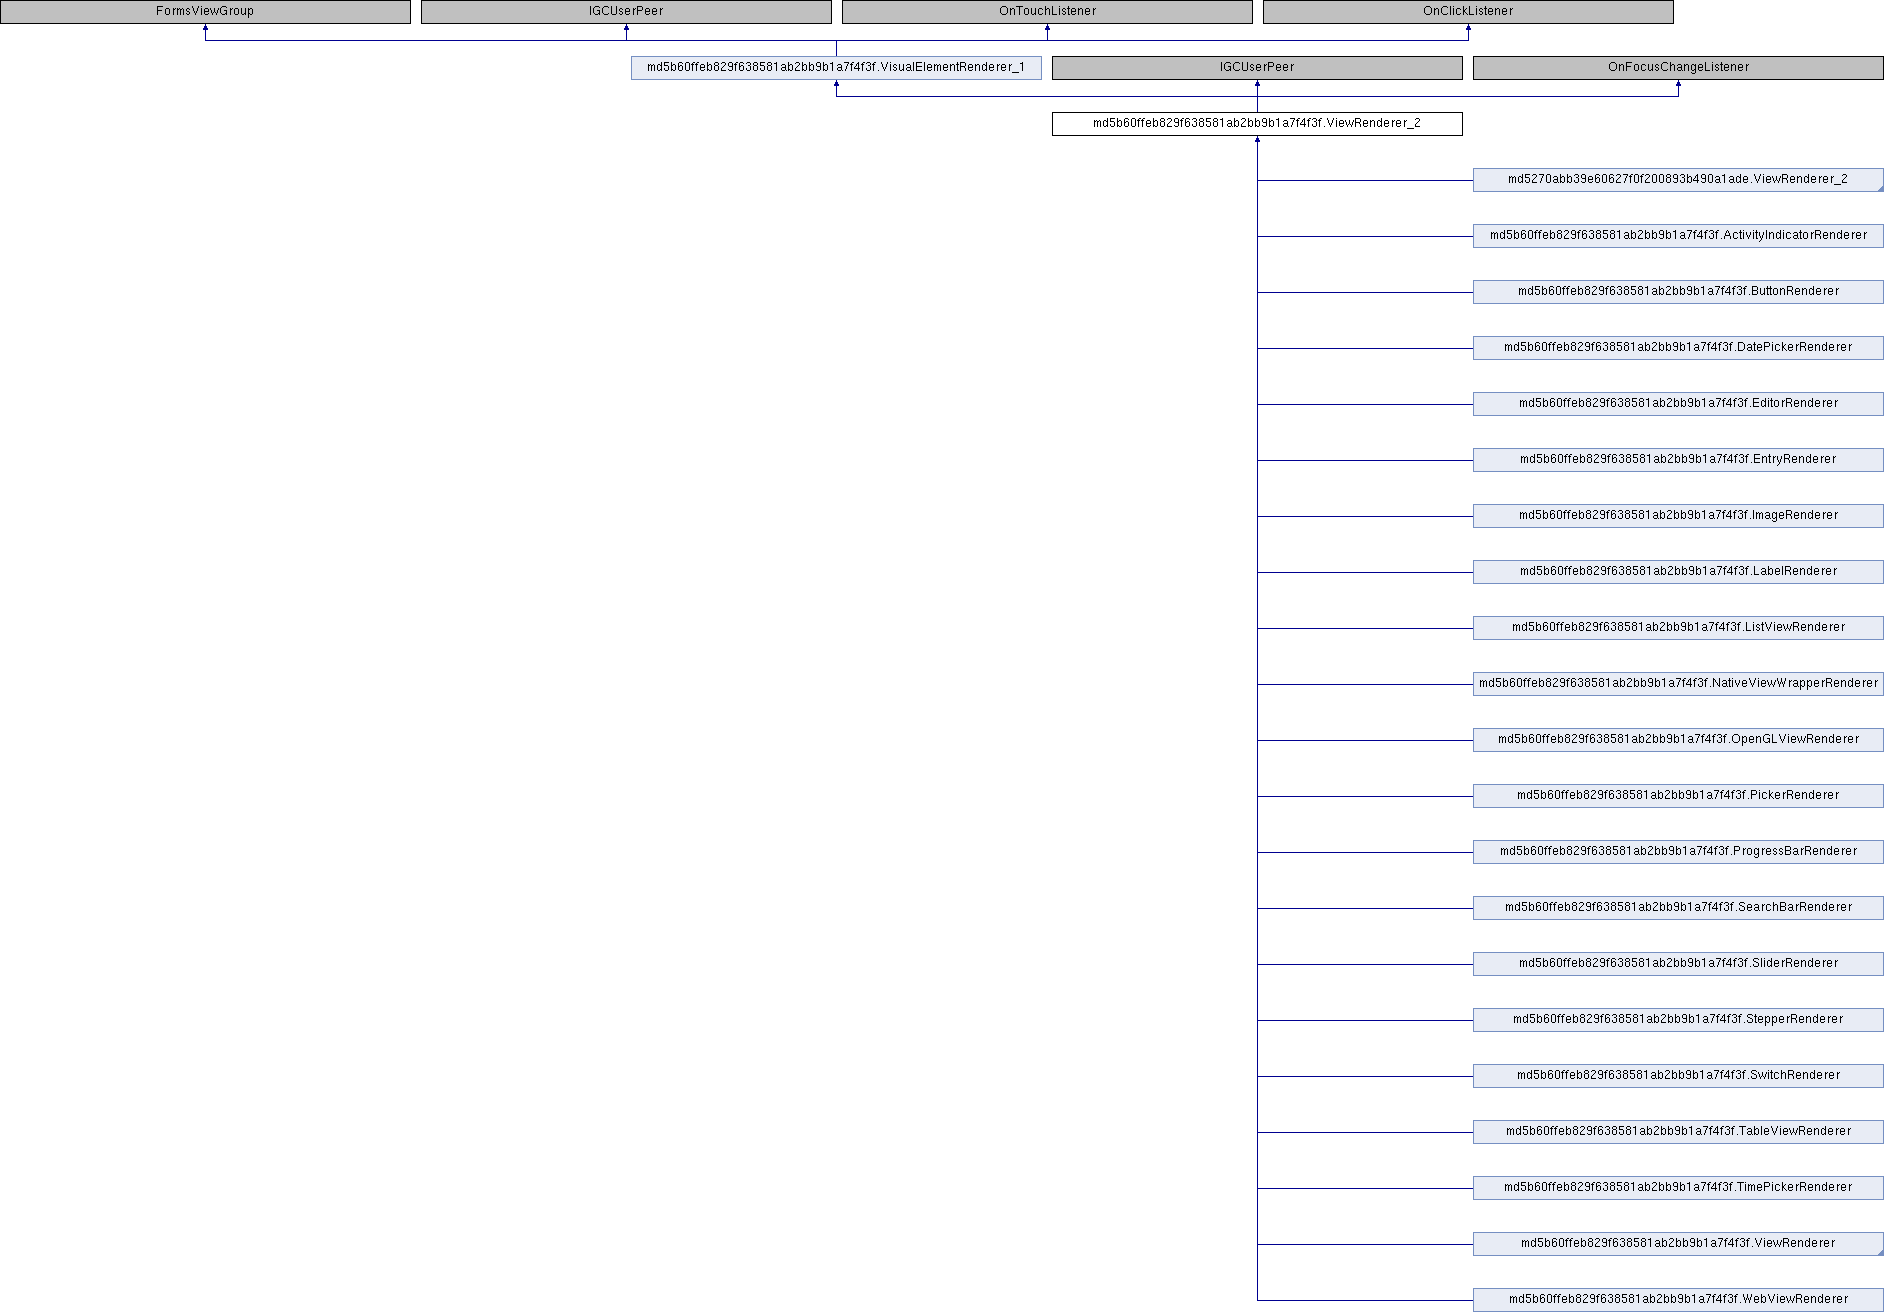 FormsViewGroup
IGCUserPeer
OnTouchListener
OnClickListener
md5b60ffeb829f638581ab2bb9b1a7f4f3f.VisualElementRenderer_1
IGCUserPeer
OnFocusChangeListener
md5b60ffeb829f638581ab2bb9b1a7f4f3f.ViewRenderer_2
md5270abb39e60627f0f200893b490a1ade.ViewRenderer_2
md5b60ffeb829f638581ab2bb9b1a7f4f3f.ActivityIndicatorRenderer
md5b60ffeb829f638581ab2bb9b1a7f4f3f.ButtonRenderer
md5b60ffeb829f638581ab2bb9b1a7f4f3f.DatePickerRenderer
md5b60ffeb829f638581ab2bb9b1a7f4f3f.EditorRenderer
md5b60ffeb829f638581ab2bb9b1a7f4f3f.EntryRenderer
md5b60ffeb829f638581ab2bb9b1a7f4f3f.ImageRenderer
md5b60ffeb829f638581ab2bb9b1a7f4f3f.LabelRenderer
md5b60ffeb829f638581ab2bb9b1a7f4f3f.ListViewRenderer
md5b60ffeb829f638581ab2bb9b1a7f4f3f.NativeViewWrapperRenderer
md5b60ffeb829f638581ab2bb9b1a7f4f3f.OpenGLViewRenderer
md5b60ffeb829f638581ab2bb9b1a7f4f3f.PickerRenderer
md5b60ffeb829f638581ab2bb9b1a7f4f3f.ProgressBarRenderer
md5b60ffeb829f638581ab2bb9b1a7f4f3f.SearchBarRenderer
md5b60ffeb829f638581ab2bb9b1a7f4f3f.SliderRenderer
md5b60ffeb829f638581ab2bb9b1a7f4f3f.StepperRenderer
md5b60ffeb829f638581ab2bb9b1a7f4f3f.SwitchRenderer
md5b60ffeb829f638581ab2bb9b1a7f4f3f.TableViewRenderer
md5b60ffeb829f638581ab2bb9b1a7f4f3f.TimePickerRenderer
md5b60ffeb829f638581ab2bb9b1a7f4f3f.ViewRenderer
md5b60ffeb829f638581ab2bb9b1a7f4f3f.WebViewRenderer